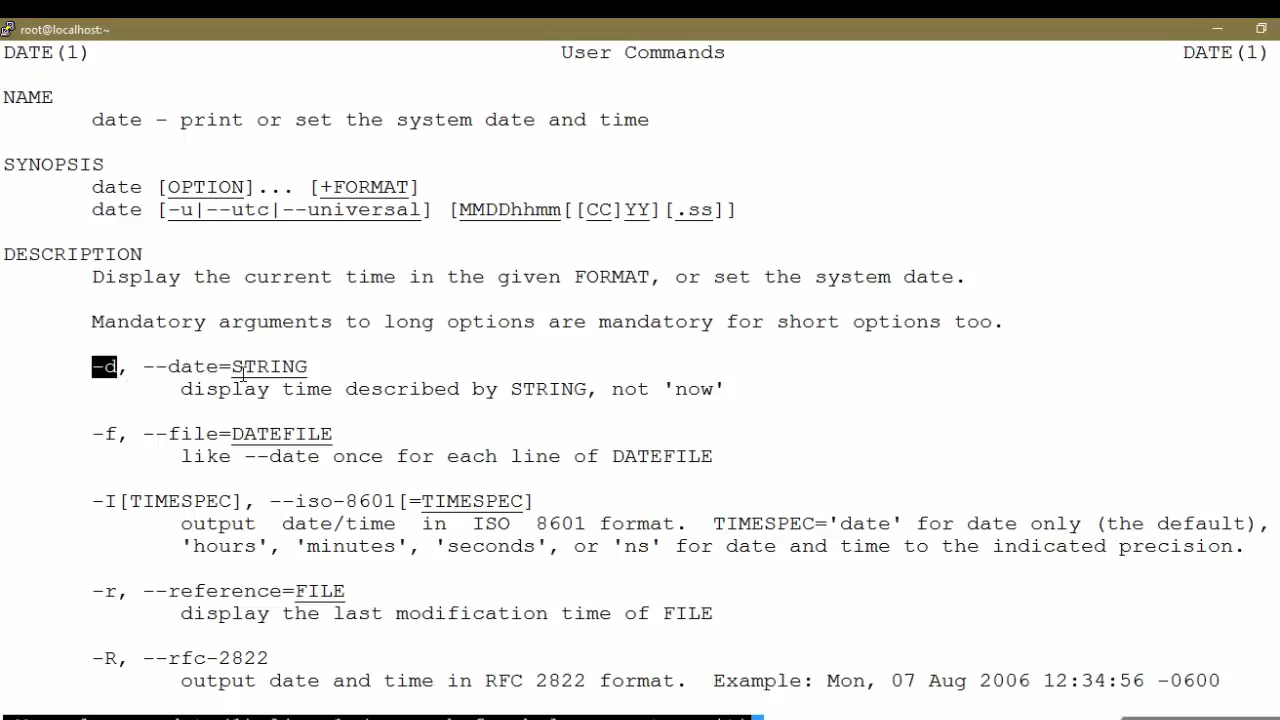 root@localhost:~
DATE(1) User Commands DATE(1)
NAME
date - print or set the system date and time
SYNOPSIS
date [OPTION]... [+FORMAT]
date [-u|--utc|--universal] [MMDDhhmm[[CC]YY][.ss]]
DESCRIPTION
Display the current time in the given FORMAT, or set the system date.
Mandatory arguments to long options are mandatory for short options too.
-d, --date=STRING
display time described by STRING, not 'now'
-f, --file=DATEFILE
like --date once for each line of DATEFILE
-I[TIMESPEC], --iso-8601[=TIMESPEC]
output date/time in ISO 8601 format. TIMESPEC='date' for date only (the default),
'hours', 'minutes', 'seconds', or 'ns' for date and time to the indicated precision.
-r, --reference=FILE
display the last modification time of FILE
-R, --rfc-2822
output date and time in RFC 2822 format. Example: Mon, 07 Aug 2006 12:34:56 -0600